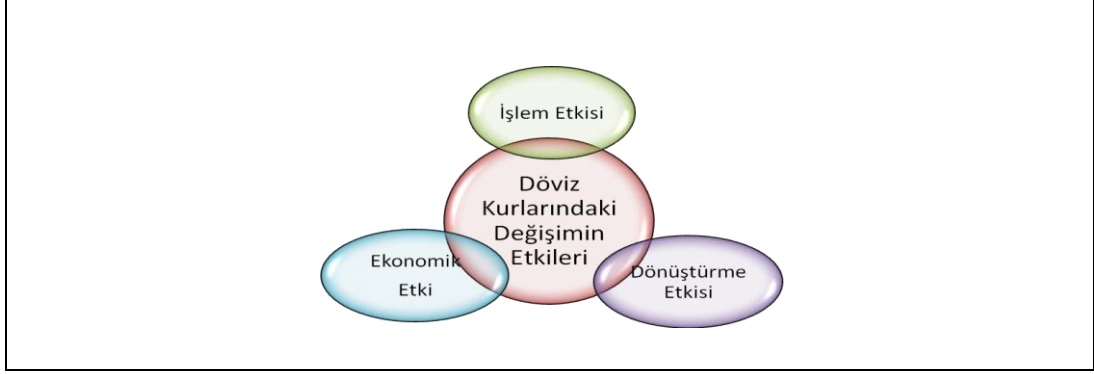 İşlem Etkisi
Döviz
Kurlarındaki
Değişimin
Etkileri
Ekonomik
Etki
Dönüştürme
Etkisi